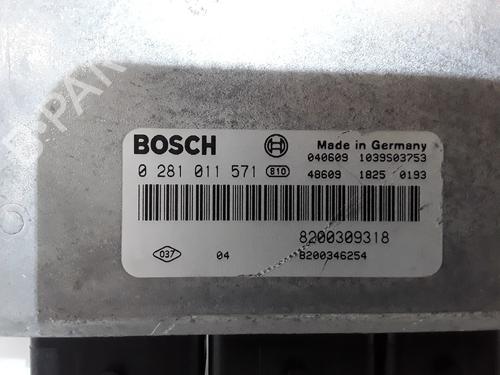 BOSCH
Made in Germany
040609 1039S03753
0 281 011 571 810
48609 1825 0193
8200309318
037 04 8200346254